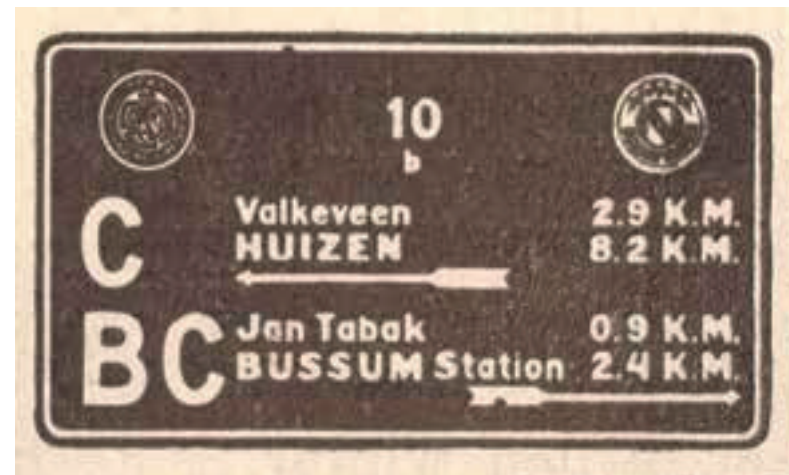 10
b
C Valkeveen 2.9 K.M.
HUIZEN 8.2 K.M.
BC Jan Tabak 0.9 K.M.
BUSSUM Station 2.4 K.M.